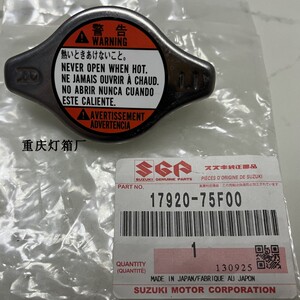 警告
WARNING
熱いときあけないこと。
NEVER OPEN WHEN HOT.
NE JAMAIS OUVRIR À CHAUD.
NO ABRIR NUNCA CUANDO
ESTE CALIENTE.
AVERTISSEMENT
ADVERTENCIA
重庆灯箱厂
SGP
スズキ純正部品
SUZUKI GENUINE PARTS
PIÈCES D'ORIGINE DE SUZUKI
PART NO.
17920-75F00
QUANTITY
1
(QUANTITÉ)
130925
MADE IN JAPAN/FABRIQUÉ AU JAPON
SUZUKI MOTOR CORPORATION